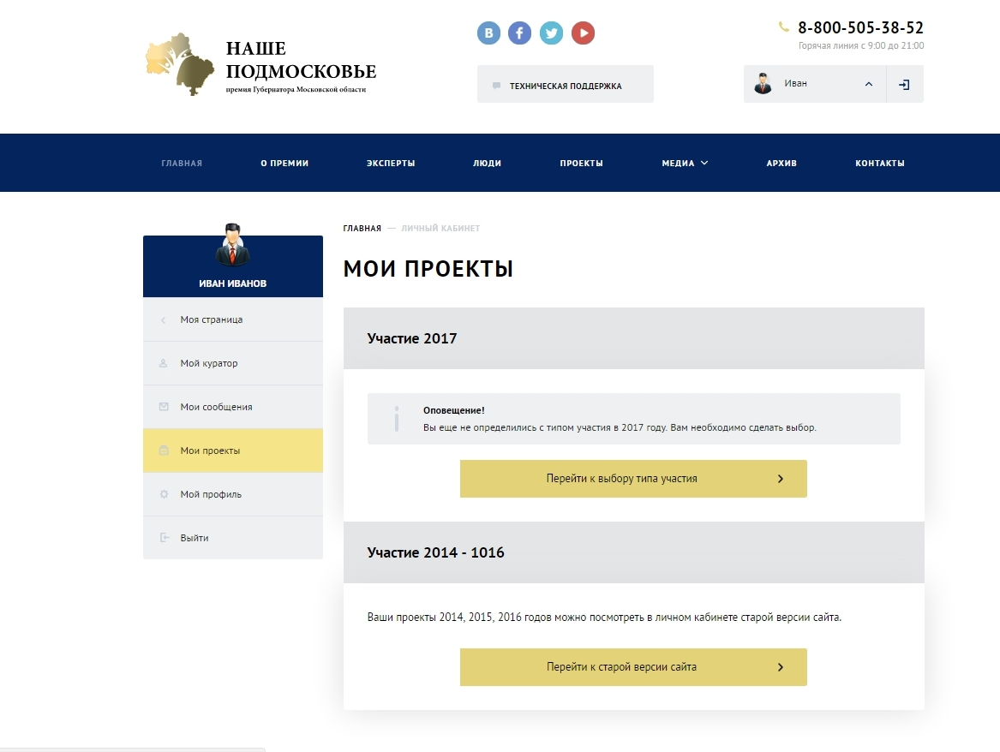 НАШЕ
ПОДМОСКОВЬЕ
премия Губернатора Московской области
В
f
ТЕХНИЧЕСКАЯ ПОДДЕРЖКА
8-800-505-38-52
Горячая линия с 9:00 до 21:00
Иван
ГЛАВНАЯ О ПРЕМИИ ЭКСПЕРТЫ ЛЮДИ ПРОЕКТЫ МЕДИА АРХИВ КОНТАКТЫ
ИВАН ИВАНОВ
Моя страница
Мой куратор
Мои сообщения
Мои проекты
Мой профиль
Выйти
ГЛАВНАЯ — ЛИЧНЫЙ КАБИНЕТ
МОИ ПРОЕКТЫ
Участие 2017
Оповещение!
Вы еще не определились с типом участия в 2017 году. Вам необходимо сделать выбор.
Перейти к выбору типа участия
Участие 2014 - 1016
Ваши проекты 2014, 2015, 2016 годов можно посмотреть в личном кабинете старой версии сайта.
Перейти к старой версии сайта